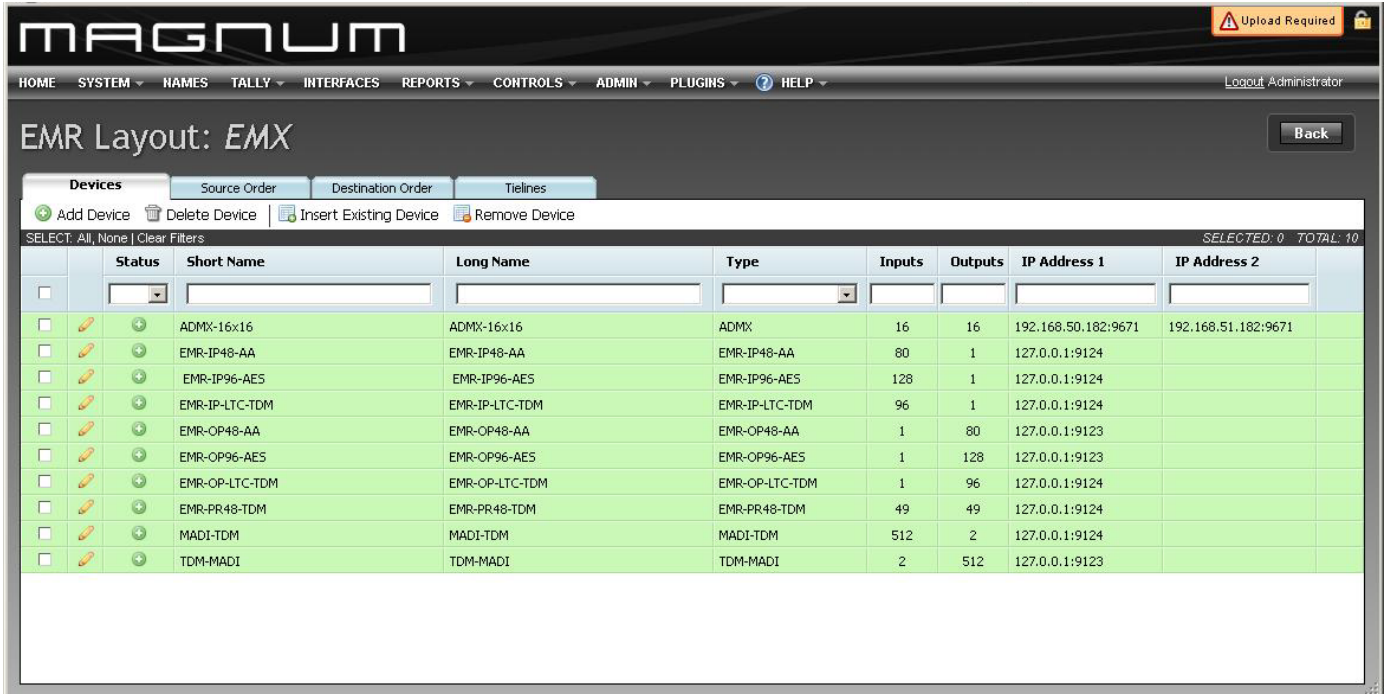 MAGNUM
Upload Required
HOME SYSTEM NAMES TALLY INTERFACES REPORTS CONTROLS ADMIN PLUGINS ? HELP Logout Administrator
EMR Layout: EMX Back
Devices Source Order Destination Order Tielines
Add Device Delete Device | Insert Existing Device Remove Device
SELECT: All, None | Clear Filters SELECTED: 0 TOTAL: 10
Status Short Name Long Name Type Inputs Outputs IP Address 1 IP Address 2
ADMX-16x16 ADMX-16x16 ADMX 16 16 192.168.50.182:9671 192.168.51.182:9671
EMR-IP48-AA EMR-IP48-AA EMR-IP48-AA 80 1 127.0.0.1:9124
EMR-IP96-AES EMR-IP96-AES EMR-IP96-AES 128 1 127.0.0.1:9124
EMR-IP-LTC-TDM EMR-IP-LTC-TDM EMR-IP-LTC-TDM 96 1 127.0.0.1:9124
EMR-OP48-AA EMR-OP48-AA EMR-OP48-AA 1 80 127.0.0.1:9123
EMR-OP96-AES EMR-OP96-AES EMR-OP96-AES 1 128 127.0.0.1:9123
EMR-OP-LTC-TDM EMR-OP-LTC-TDM EMR-OP-LTC-TDM 1 96 127.0.0.1:9124
EMR-PR48-TDM EMR-PR48-TDM EMR-PR48-TDM 49 49 127.0.0.1:9124
MADI-TDM MADI-TDM MADI-TDM 512 2 127.0.0.1:9124
TDM-MADI TDM-MADI TDM-MADI 2 512 127.0.0.1:9123